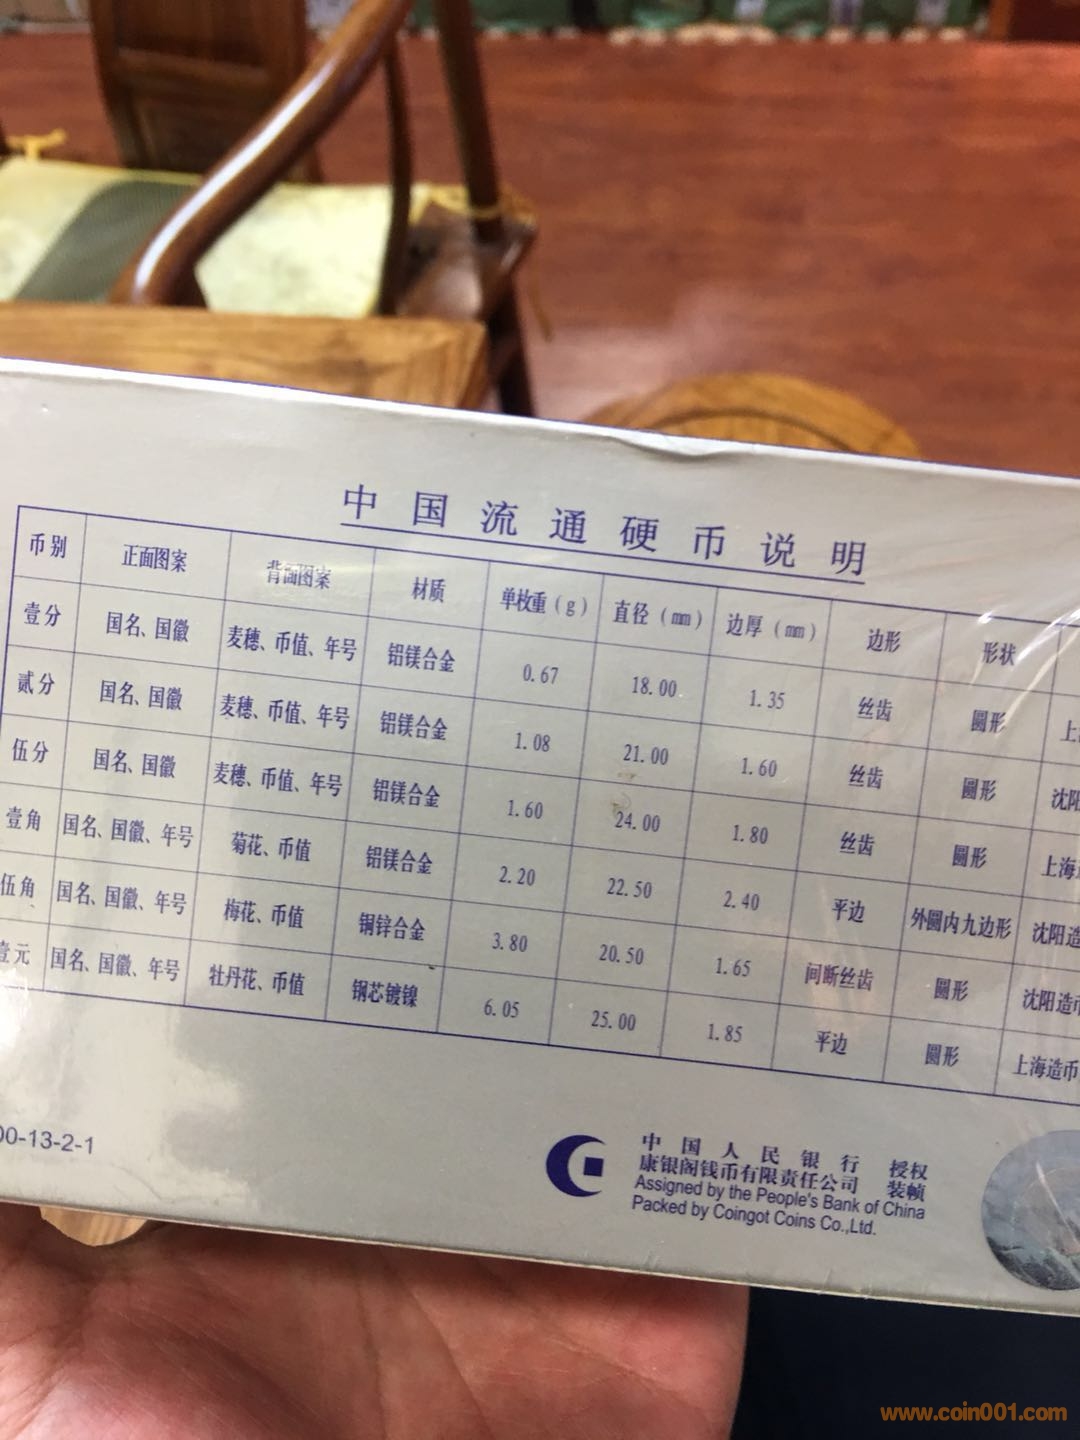 中国流通硬币说明
币别 正面图案 背面图案 材质 单枚重(g) 直径(mm) 边厚(mm) 边形 形状
壹分 国名、国徽 麦穗、币值、年号 铝镁合金 0.67 18.00 1.35 丝齿 圆形 上
贰分 国名、国徽 麦穗、币值、年号 铝镁合金 1.08 21.00 1.60 丝齿 圆形 沈阳
伍分 国名、国徽 麦穗、币值、年号 铝镁合金 1.60 24.00 1.80 丝齿 圆形 上海
壹角 国名、国徽、年号 菊花、币值 铝镁合金 2.20 22.50 2.40 平边 外圆内九边形 沈阳造
伍角 国名、国徽、年号 梅花、币值 铜锌合金 3.80 20.50 1.65 间断丝齿 圆形 沈阳造币
壹元 国名、国徽、年号 牡丹花、币值 钢芯镀镍 6.05 25.00 1.85 平边 圆形 上海造币
00-13-2-1
中国人民银行 授权
康银阁钱币有限责任公司 装帧
Assigned by the People's Bank of China
Packed by Coingot Coins Co.,Ltd.
www.coin001.com